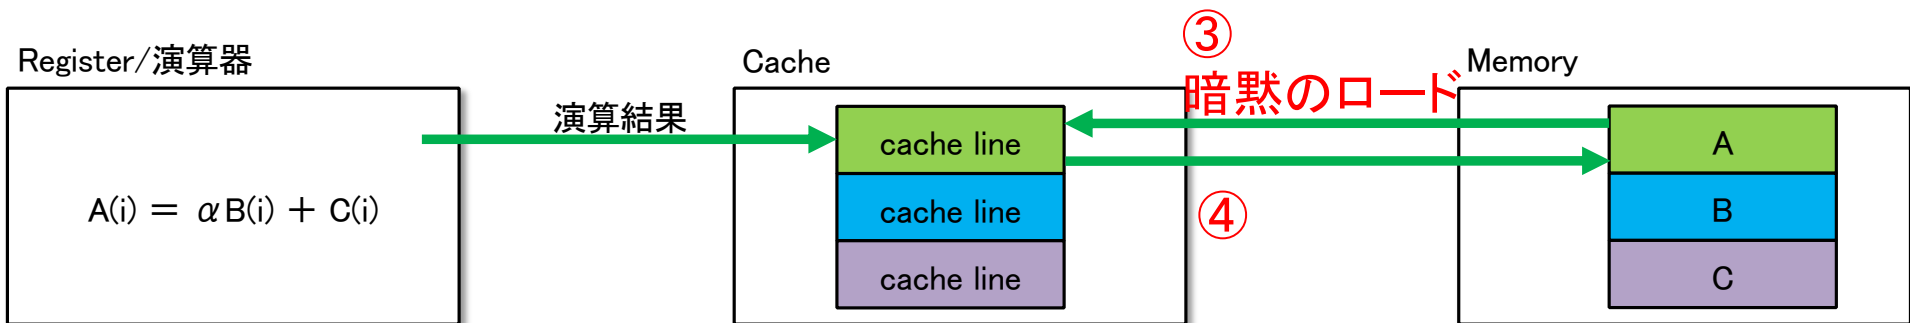 Register/演算器
A(i) = αB(i) + C(i)
演算結果
Cache
cache line
cache line
cache line
③
暗黙のロード
④
Memory
A
B
C